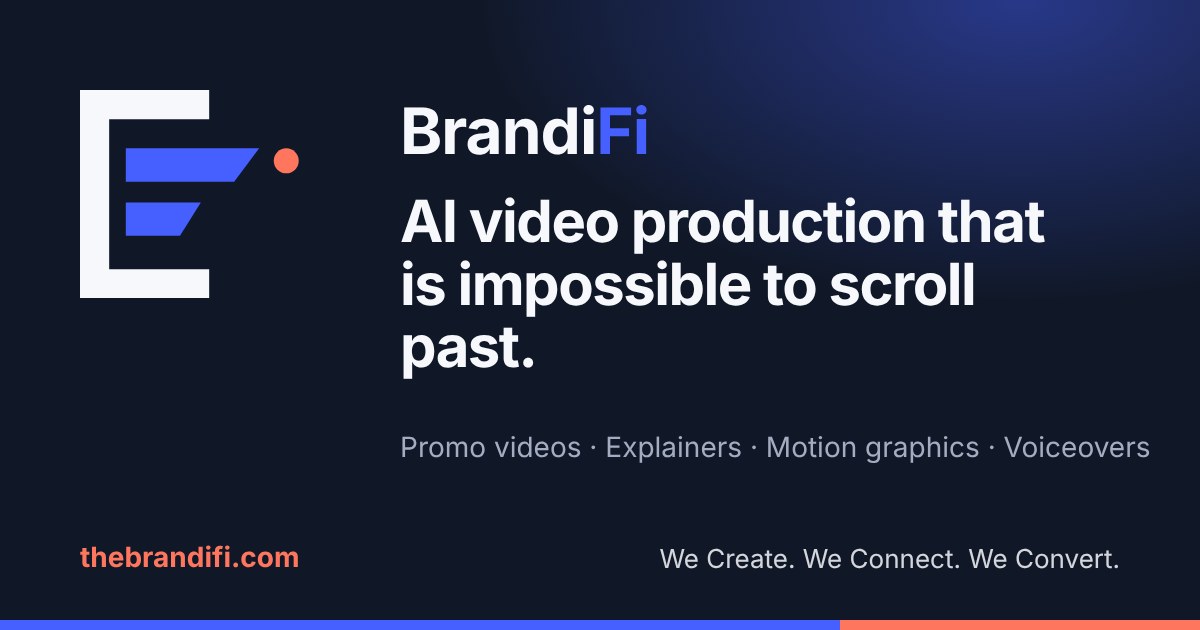 BrandiFi
AI video production that
is impossible to scroll
past.
Promo videos · Explainers · Motion graphics · Voiceovers
thebrandifi.com
We Create. We Connect. We Convert.